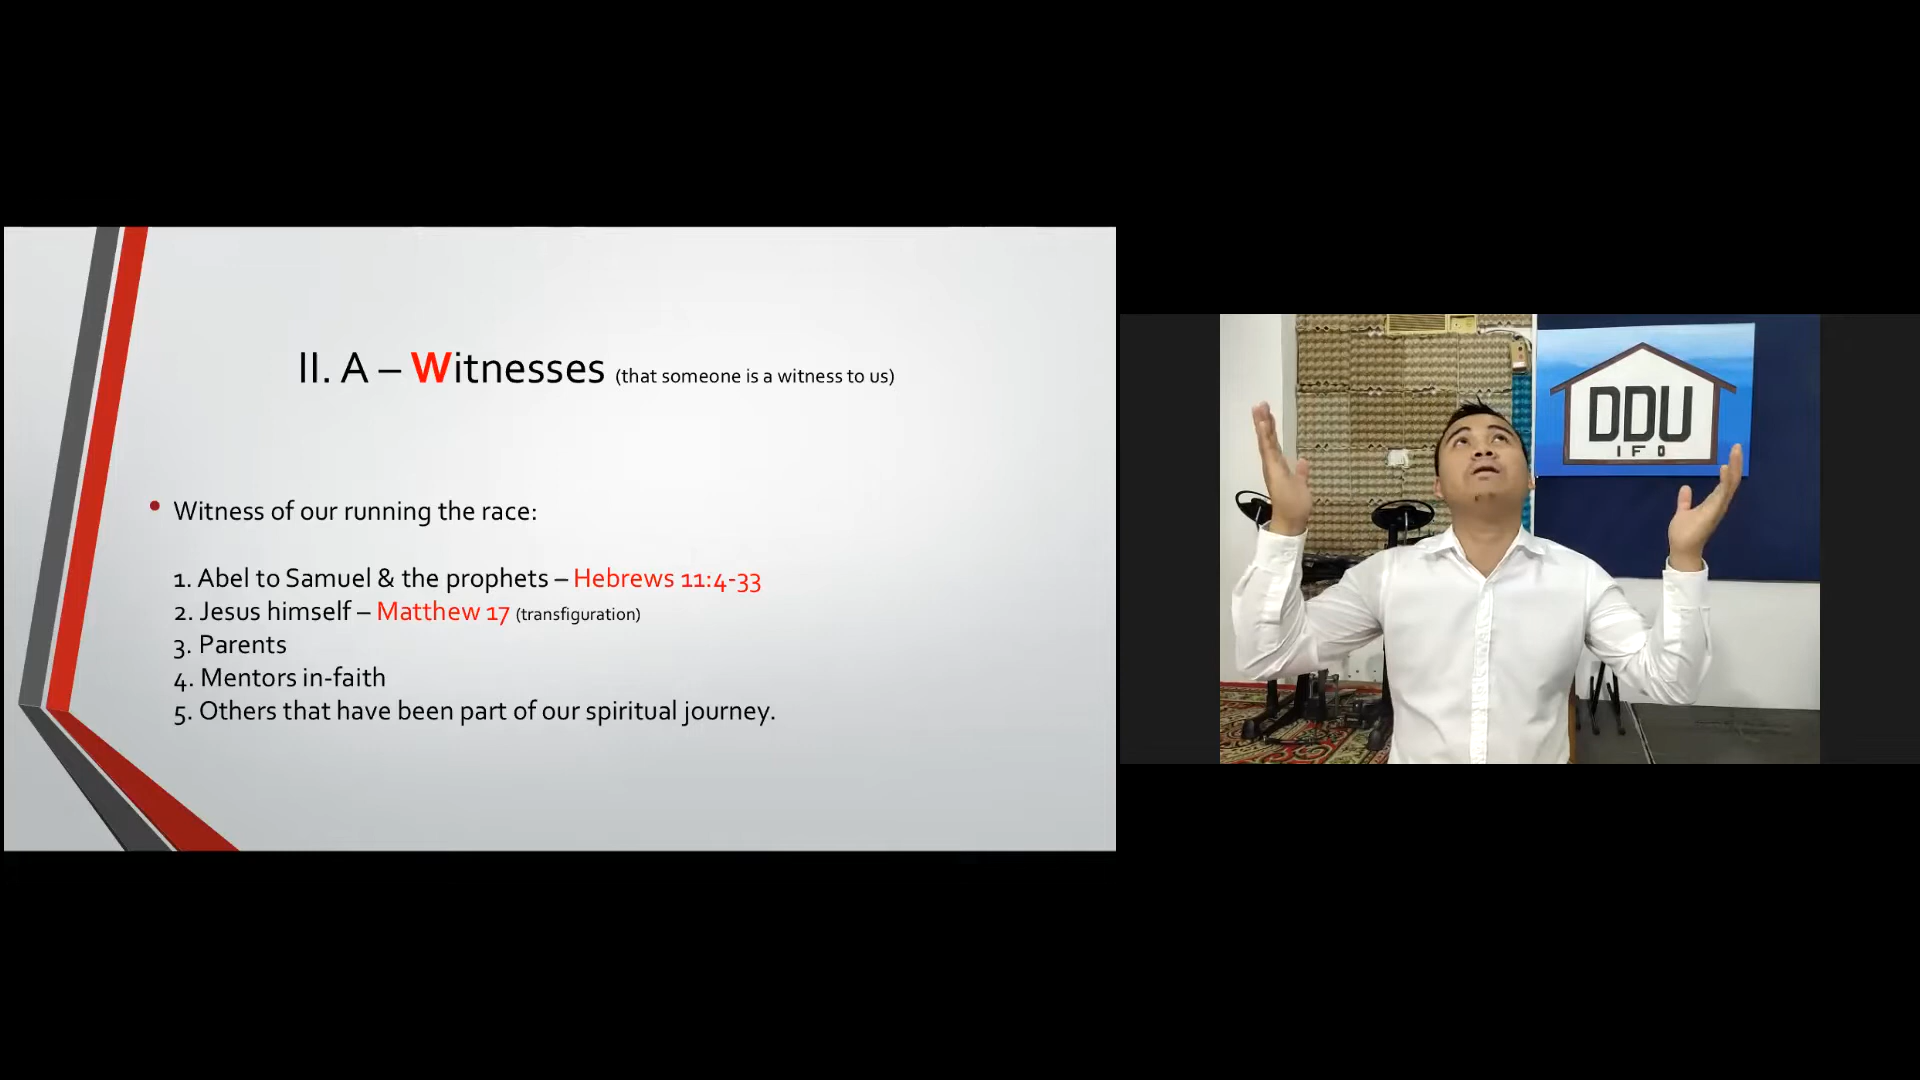 II. A – Witnesses (that someone is a witness to us)
• Witness of our running the race:
1. Abel to Samuel & the prophets – Hebrews 11:4-33
2. Jesus himself – Matthew 17 (transfiguration)
3. Parents
4. Mentors in-faith
5. Others that have been part of our spiritual journey.
DDU
IFO